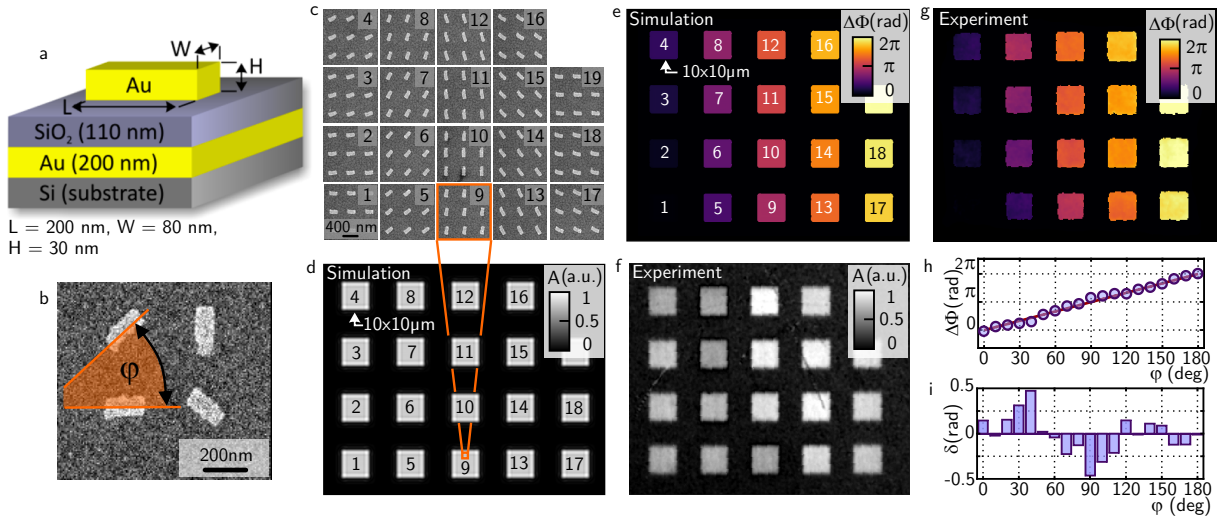 a
W
H
Au
L
SiO₂ (110 nm)
Au (200 nm)
Si (substrate)
L = 200 nm, W = 80 nm,
H = 30 nm
b
φ
200nm
c
4 8 12 16
3 7 11 15 19
2 6 10 14 18
1 5 9 13 17
400 nm
d Simulation
A(a.u.)
1
0.5
0
4 8 12 16
10x10μm
3 7 11 15
2 6 10 14 18
1 5 9 13 17
e Simulation
ΔΦ(rad)
2π
π
0
4 8 12 16
10x10μm
3 7 11 15
2 6 10 14 18
1 5 9 13 17
f Experiment
A(a.u.)
1
0.5
0
g Experiment
ΔΦ(rad)
2π
π
0
h
ΔΦ(rad)
2π
π
0
0 30 60 90 120 150 180
φ (deg)
i
δ(rad)
0.5
0
-0.5
0 30 60 90 120 150 180
φ (deg)